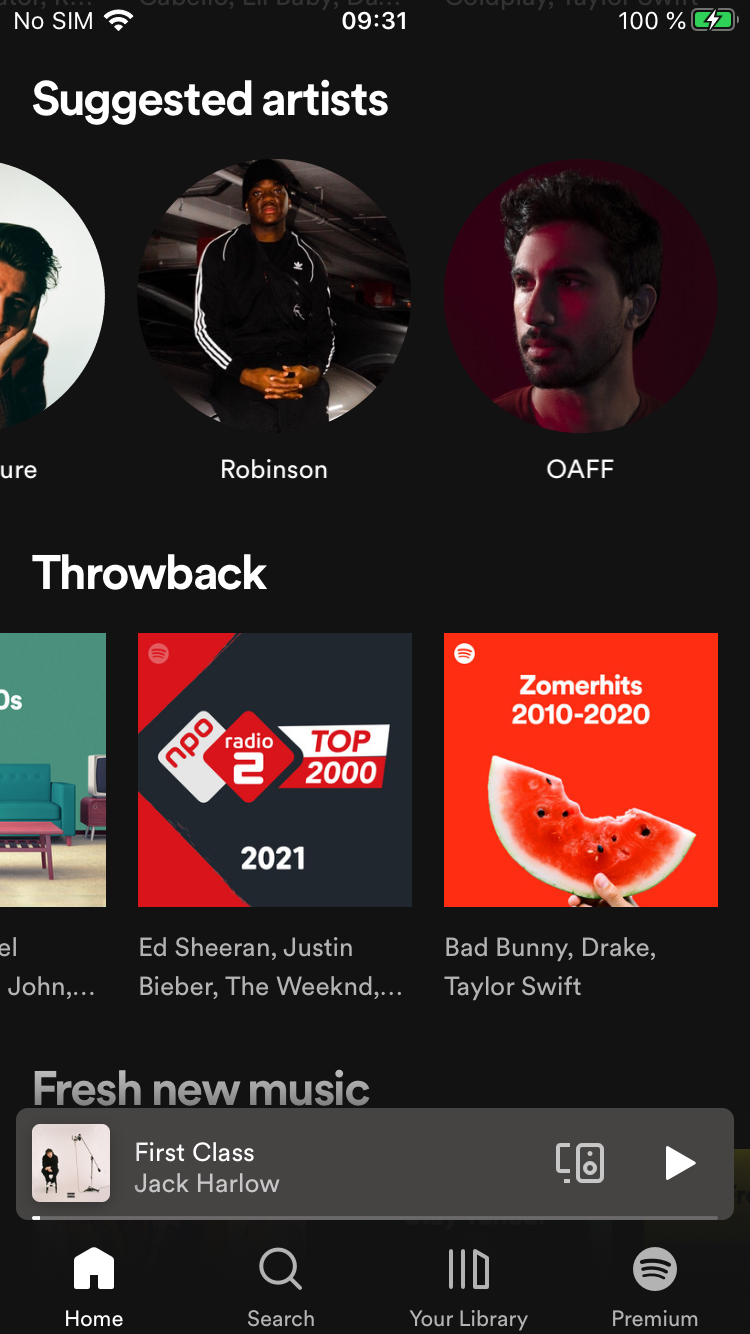 No SIM 09:31 100 %
Suggested artists
ure Robinson OAFF
Throwback
0s
npo radio 2 TOP 2000
2021
Zomerhits
2010-2020
el
John,...
Ed Sheeran, Justin
Bieber, The Weeknd,...
Bad Bunny, Drake,
Taylor Swift
Fresh new music
First Class
Jack Harlow
Home Search Your Library Premium